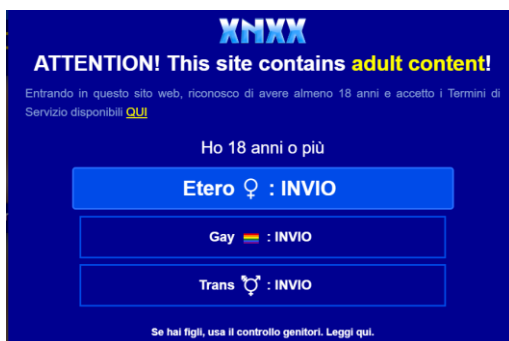 XNXX
ATTENTION! This site contains adult content!
Entrando in questo sito web, riconosco di avere almeno 18 anni e accetto i Termini di
Servizio disponibili QUI
Ho 18 anni o più
Etero ♀ : INVIO
Gay : INVIO
Trans ⚧ : INVIO
Se hai figli, usa il controllo genitori. Leggi qui.